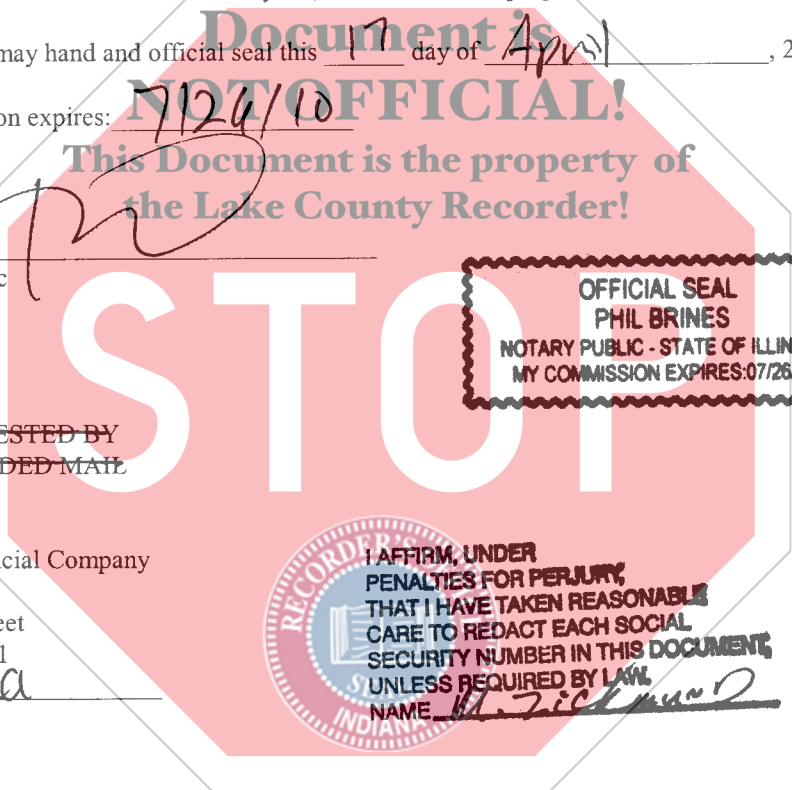 Document is
may hand and official seal this 17 day of April, 2
NOT OFFICIAL!
on expires: 7/26/10
This Document is the property of
the Lake County Recorder!
c
STOP
OFFICIAL SEAL
PHIL BRINES
NOTARY PUBLIC - STATE OF ILLIN
MY COMMISSION EXPIRES:07/26
ESTED BY
DED MAIL
cial Company
eet
1
RECORDER'S
SEAL
INDIANA
I AFFIRM, UNDER
PENALTIES FOR PERJURY,
THAT I HAVE TAKEN REASONABLE
CARE TO REDACT EACH SOCIAL
SECURITY NUMBER IN THIS DOCUMENT,
UNLESS REQUIRED BY LAW.
NAME